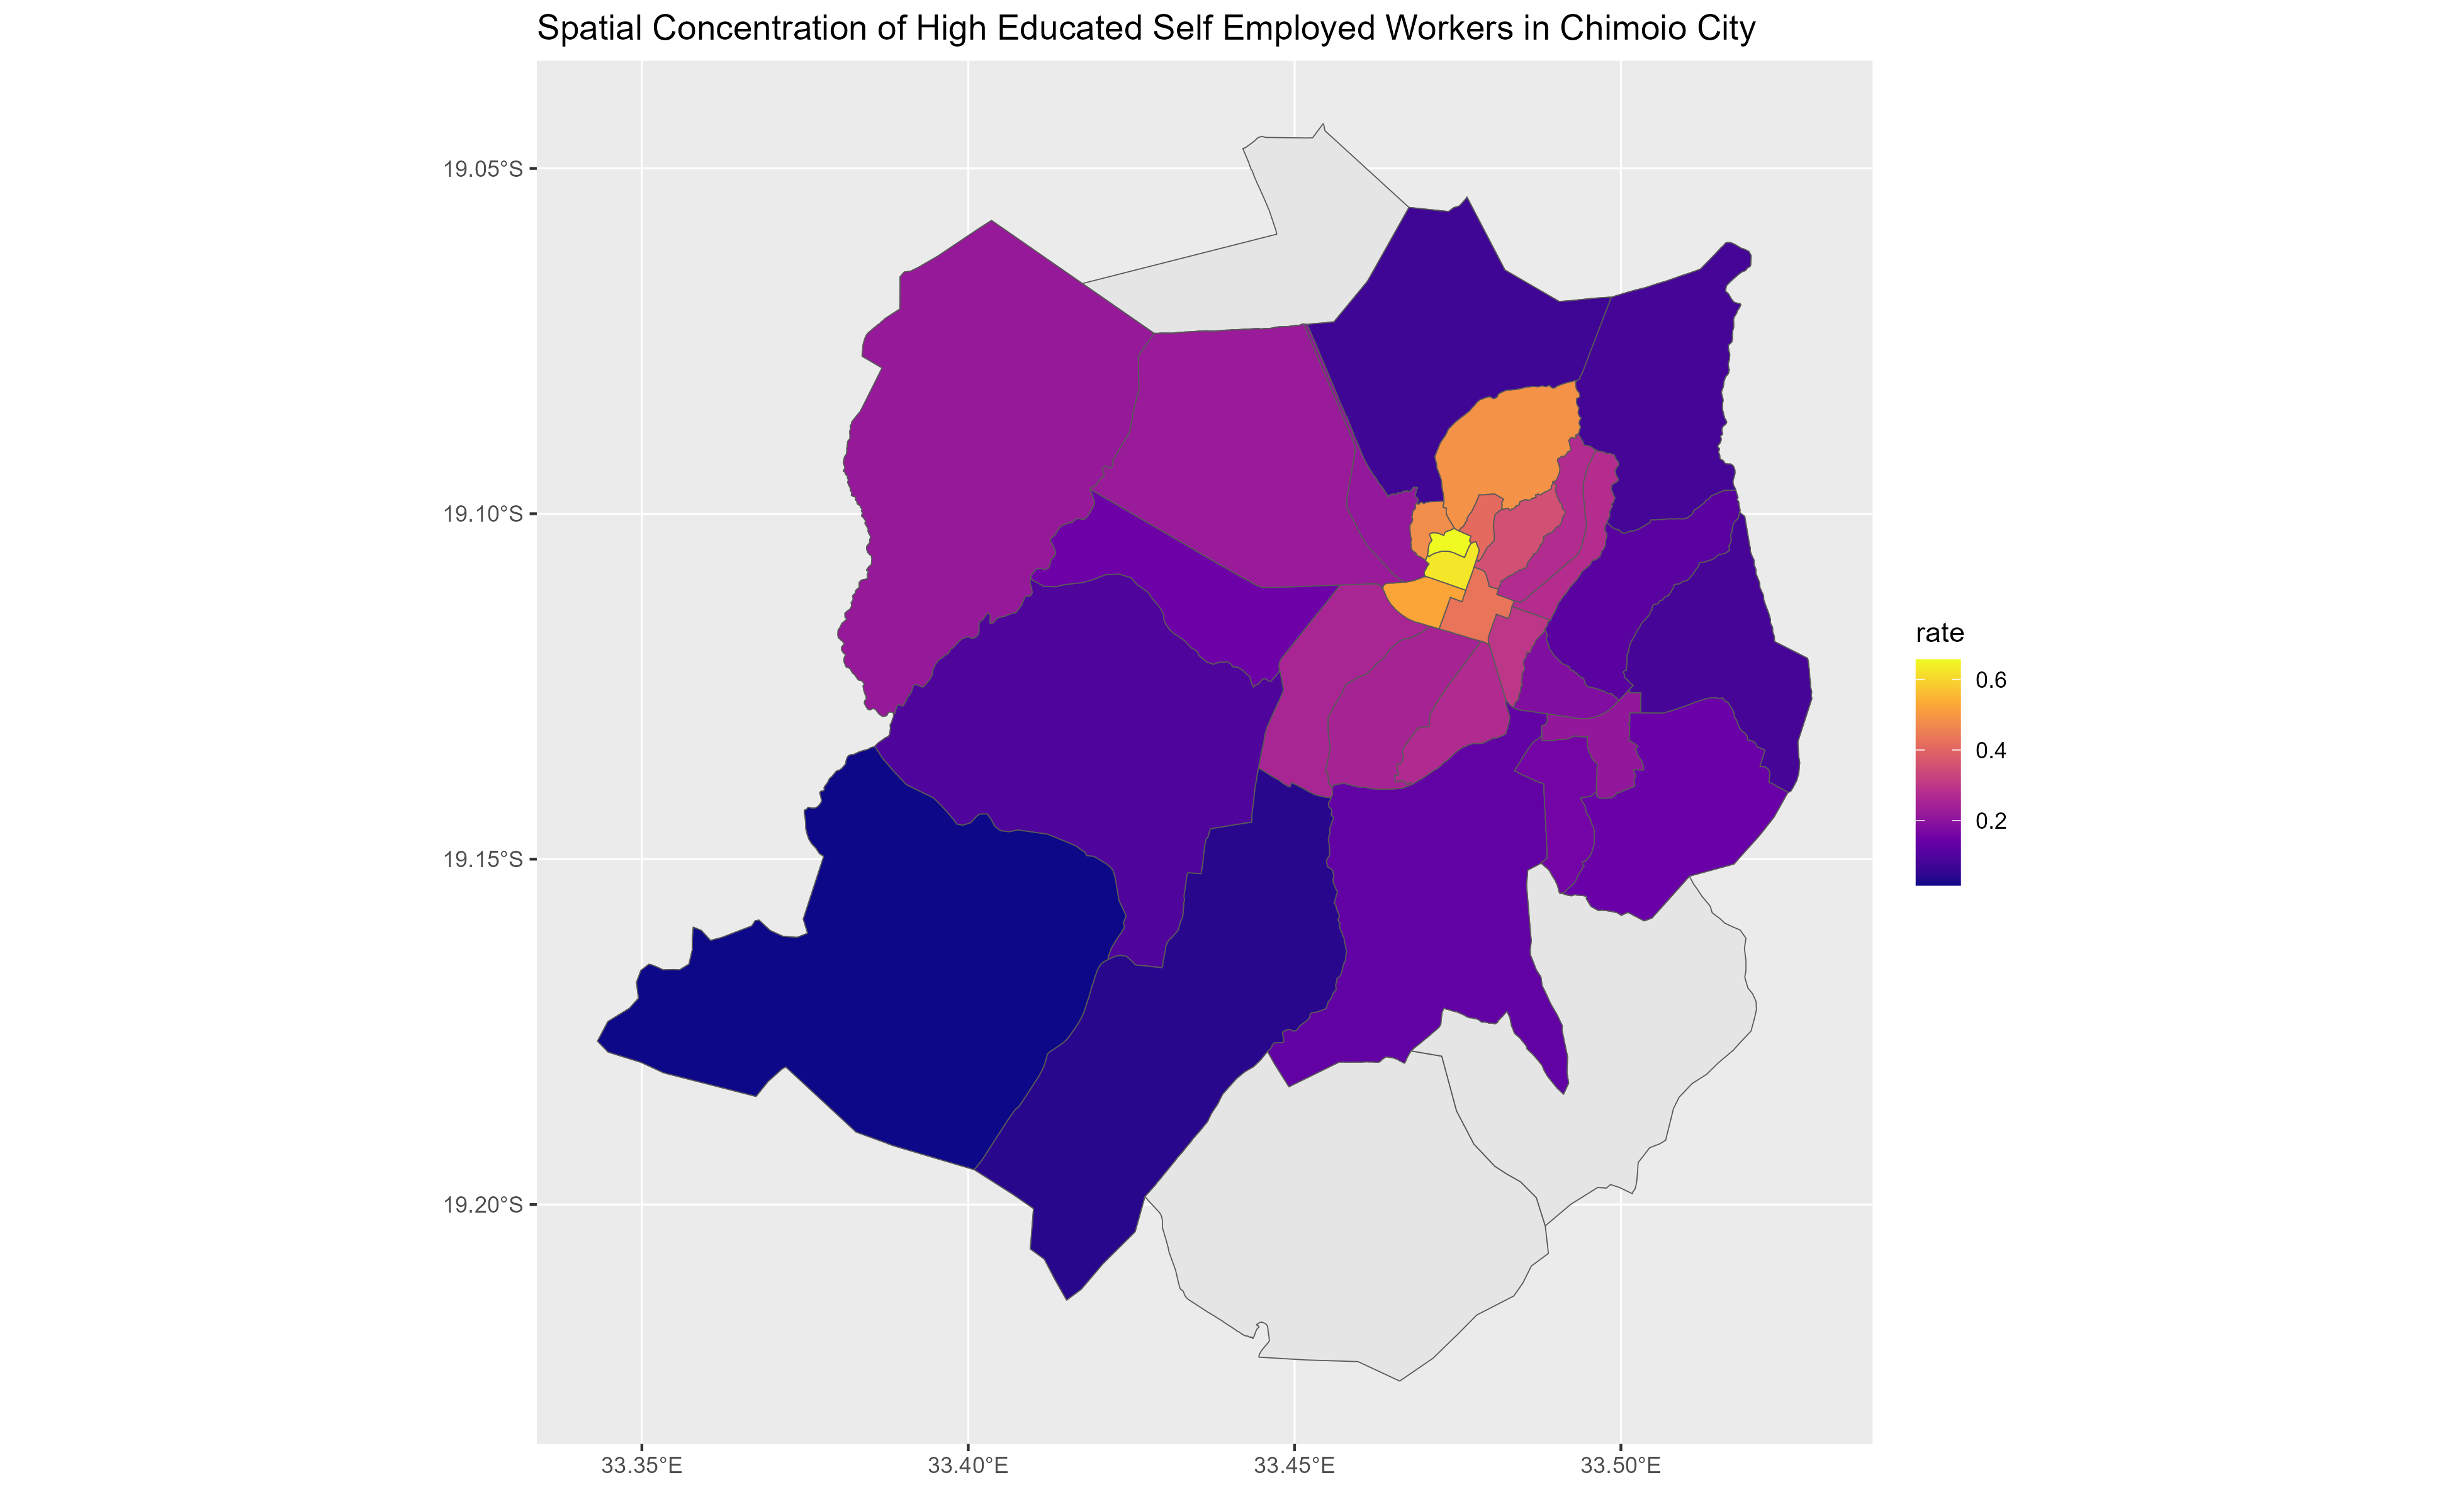 Spatial Concentration of High Educated Self Employed Workers in Chimoio City
19.05°S
19.10°S
19.15°S
19.20°S
33.35°E
33.40°E
33.45°E
33.50°E
rate
0.6
0.4
0.2